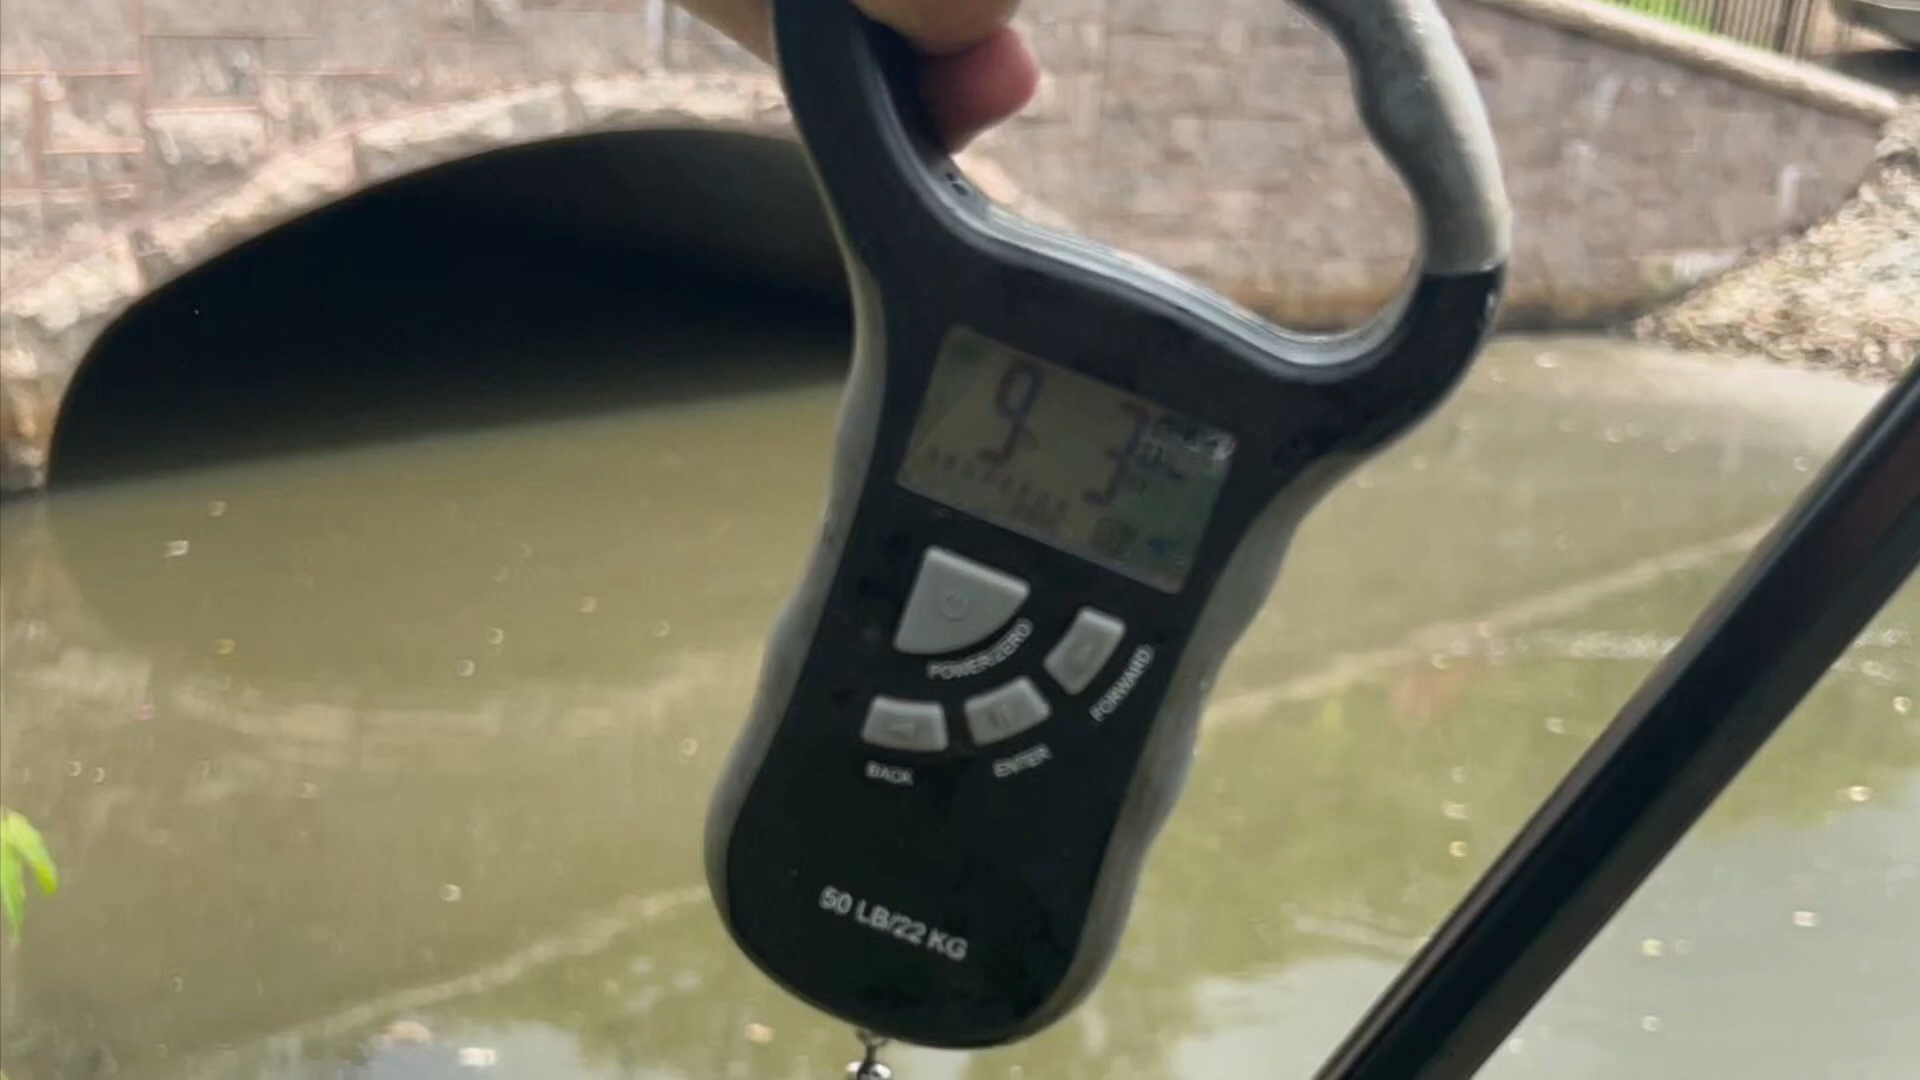 9 3
POWER/ZERO
FORWARD
BACK
ENTER
50 LB/22 KG